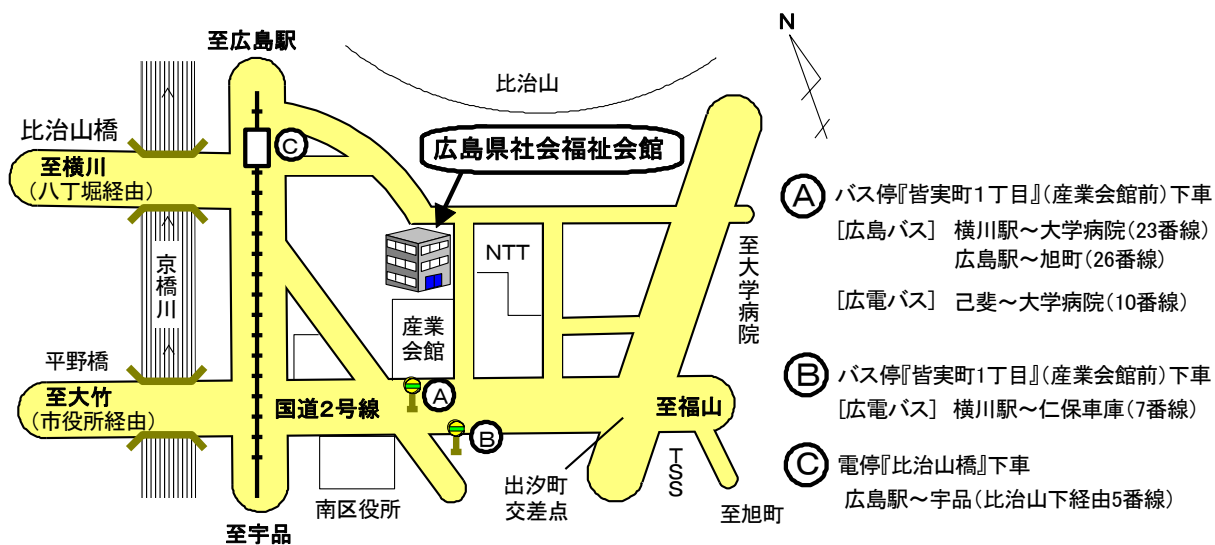 至広島駅
N
比治山
比治山橋
Ⓒ
広島県社会福祉会館
至横川
(八丁堀経由)
京橋川
NTT
至大学病院
産業
会館
平野橋
至大竹
(市役所経由)
国道2号線
Ⓐ
Ⓑ
至福山
南区役所
出汐町
交差点
TSS
至旭町
至宇品
Ⓐ バス停『皆実町1丁目』(産業会館前)下車
[広島バス] 横川駅~大学病院(23番線)
広島駅~旭町(26番線)
[広電バス] 己斐~大学病院(10番線)
Ⓑ バス停『皆実町1丁目』(産業会館前)下車
[広電バス] 横川駅~仁保車庫(7番線)
Ⓒ 電停『比治山橋』下車
広島駅~宇品(比治山下経由5番線)